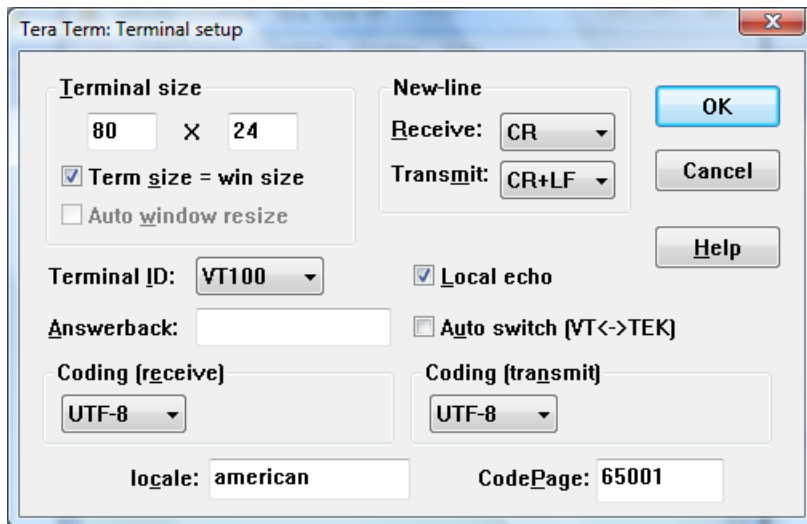 Tera Term: Terminal setup
Terminal size
80 X 24
Term size = win size
Auto window resize
New-line
Receive: CR
Transmit: CR+LF
OK
Cancel
Help
Terminal ID: VT100
Local echo
Answerback:
Auto switch (VT<->TEK)
Coding (receive)
UTF-8
Coding (transmit)
UTF-8
locale: american
CodePage: 65001